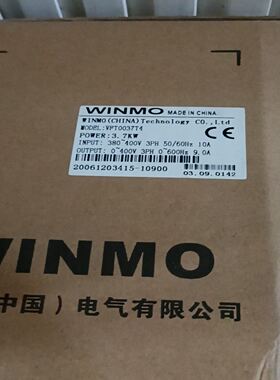 WINMO MADE IN CHINA
WINMO(CHINA)Technology CO.,Ltd
MODEL:VPT0037T4
POWER:3.7KW
INPUT: 380~400V 3PH 50/60Hz 10A
OUTPUT: 0~400V 3PH 0~600Hz 9.0A
20061203415-10900
03.09.0142
WINMO
中国）电气有限公司